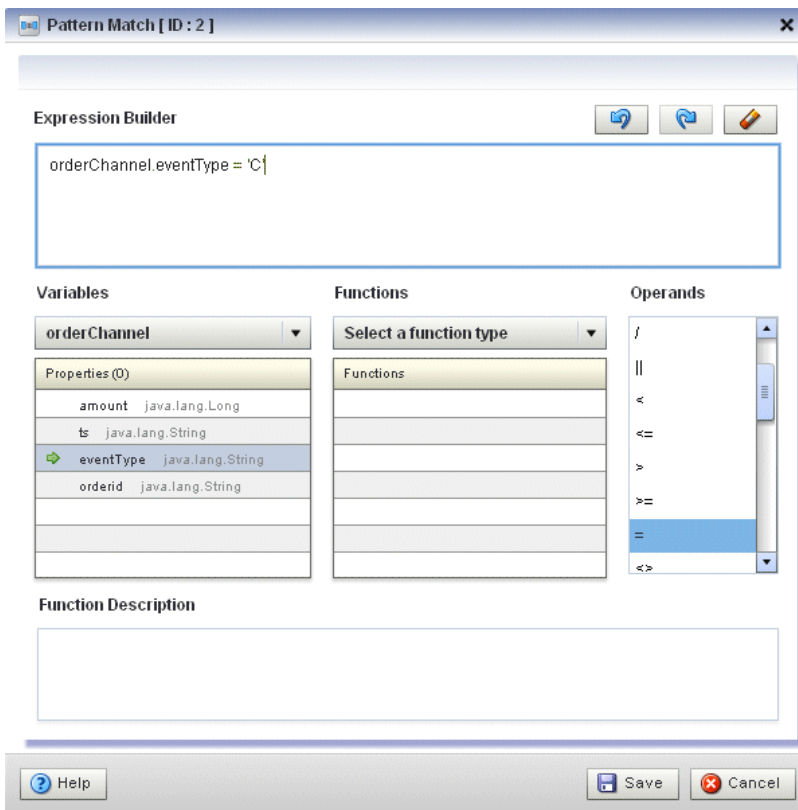 Pattern Match [ ID : 2 ]
Expression Builder
orderChannel.eventType = 'C'
Variables Functions Operands
orderChannel Select a function type
Properties (0) Functions
amount java.lang.Long
ts java.lang.String
eventType java.lang.String
orderid java.lang.String
/
||
<
<=
>
>=
=
<>
Function Description
? Help Save Cancel